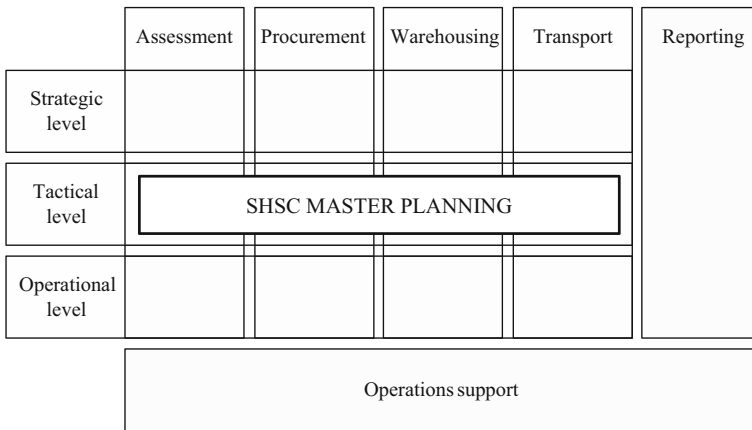 Assessment
Procurement
Warehousing
Transport
Reporting
Strategic
level
Tactical
level
SHSC MASTER PLANNING
Operational
level
Operations support